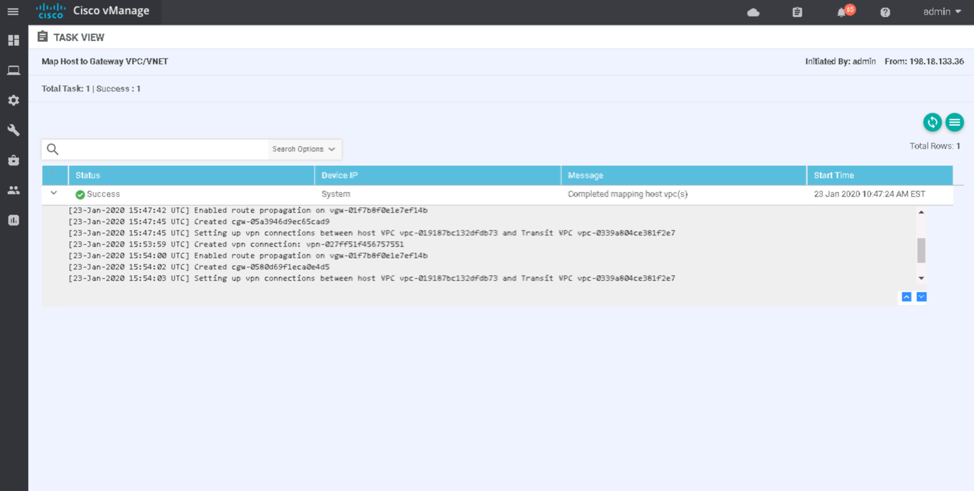 cisco
Cisco vManage
admin
TASK VIEW
Map Host to Gateway VPC/VNET
Initiated By: admin From: 198.18.133.36
Total Task: 1 | Success : 1
Search Options
Total Rows: 1
Status Device IP Message Start Time
Success System Completed mapping host vpc(s) 23 Jan 2020 10:47:24 AM EST
[23-Jan-2020 15:47:42 UTC] Enabled route propagation on vgw-01f7b8f0e1e7ef14b
[23-Jan-2020 15:47:45 UTC] Created cgw-05a3946d9ec65cad9
[23-Jan-2020 15:47:45 UTC] Setting up vpn connections between host VPC vpc-019187bc132dfdb73 and Transit VPC vpc-0339a804ce381f2e7
[23-Jan-2020 15:53:59 UTC] Created vpn connection: vpn-027ff51f456757551
[23-Jan-2020 15:54:00 UTC] Enabled route propagation on vgw-01f7b8f0e1e7ef14b
[23-Jan-2020 15:54:02 UTC] Created cgw-0580d69f1eca0e4d5
[23-Jan-2020 15:54:03 UTC] Setting up vpn connections between host VPC vpc-019187bc132dfdb73 and Transit VPC vpc-0339a804ce381f2e7